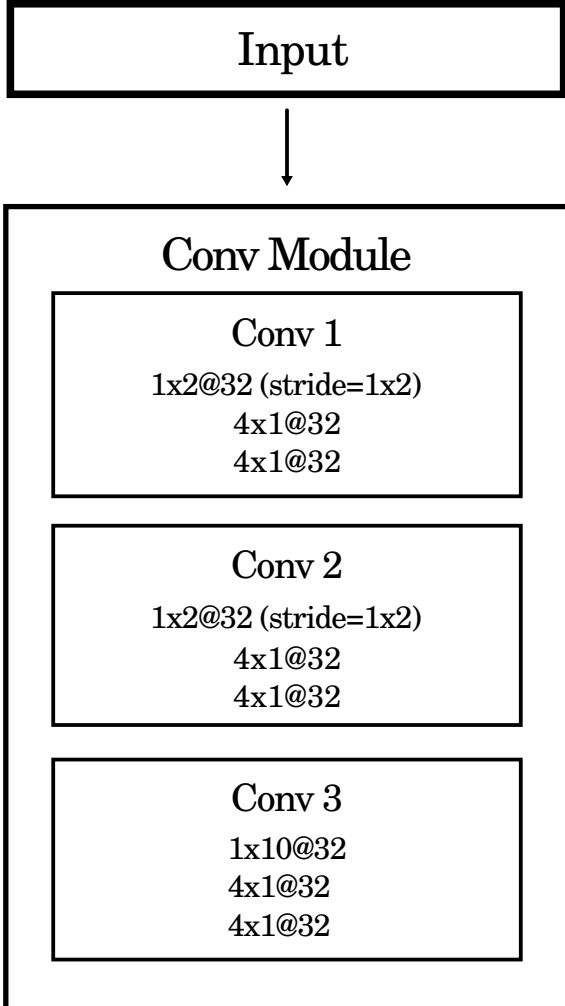 Input
Conv Module
Conv 1
1x2@32 (stride=1x2)
4x1@32
4x1@32
Conv 2
1x2@32 (stride=1x2)
4x1@32
4x1@32
Conv 3
1x10@32
4x1@32
4x1@32